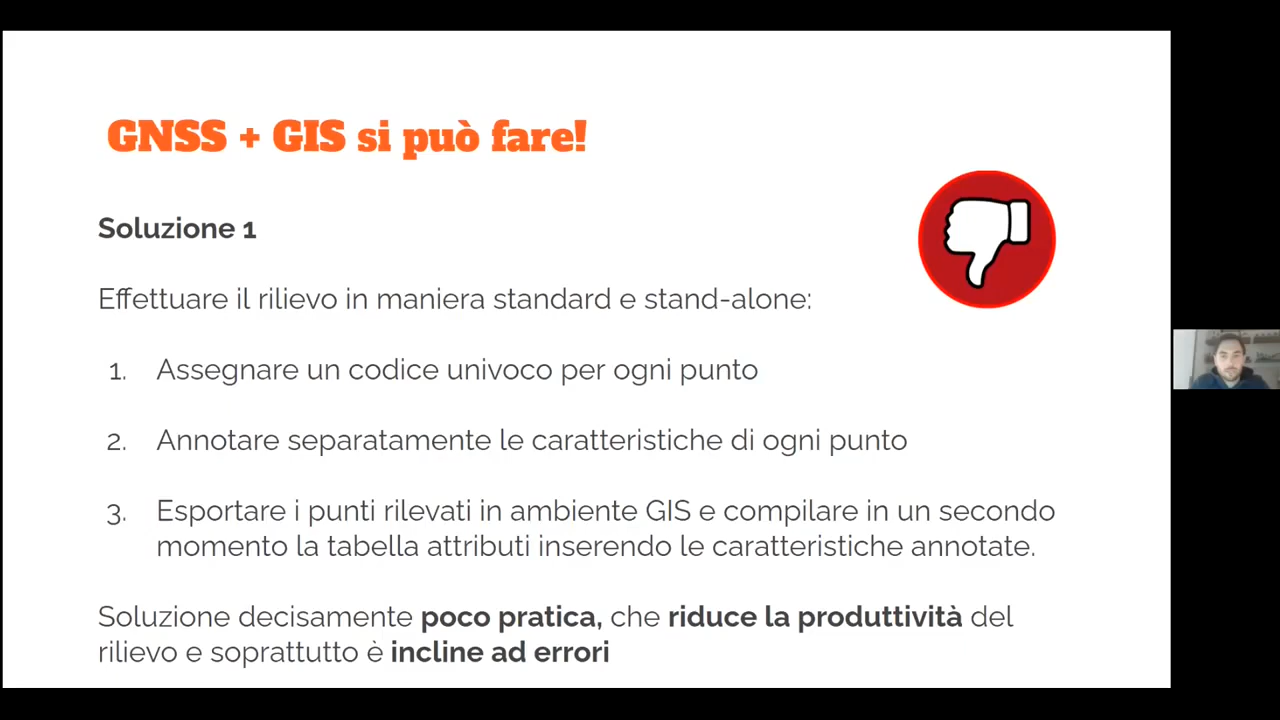 GNSS + GIS si può fare!
Soluzione 1
Effettuare il rilievo in maniera standard e stand-alone:
1. Assegnare un codice univoco per ogni punto
2. Annotare separatamente le caratteristiche di ogni punto
3. Esportare i punti rilevati in ambiente GIS e compilare in un secondo
momento la tabella attributi inserendo le caratteristiche annotate.
Soluzione decisamente poco pratica, che riduce la produttività del
rilievo e soprattutto è incline ad errori